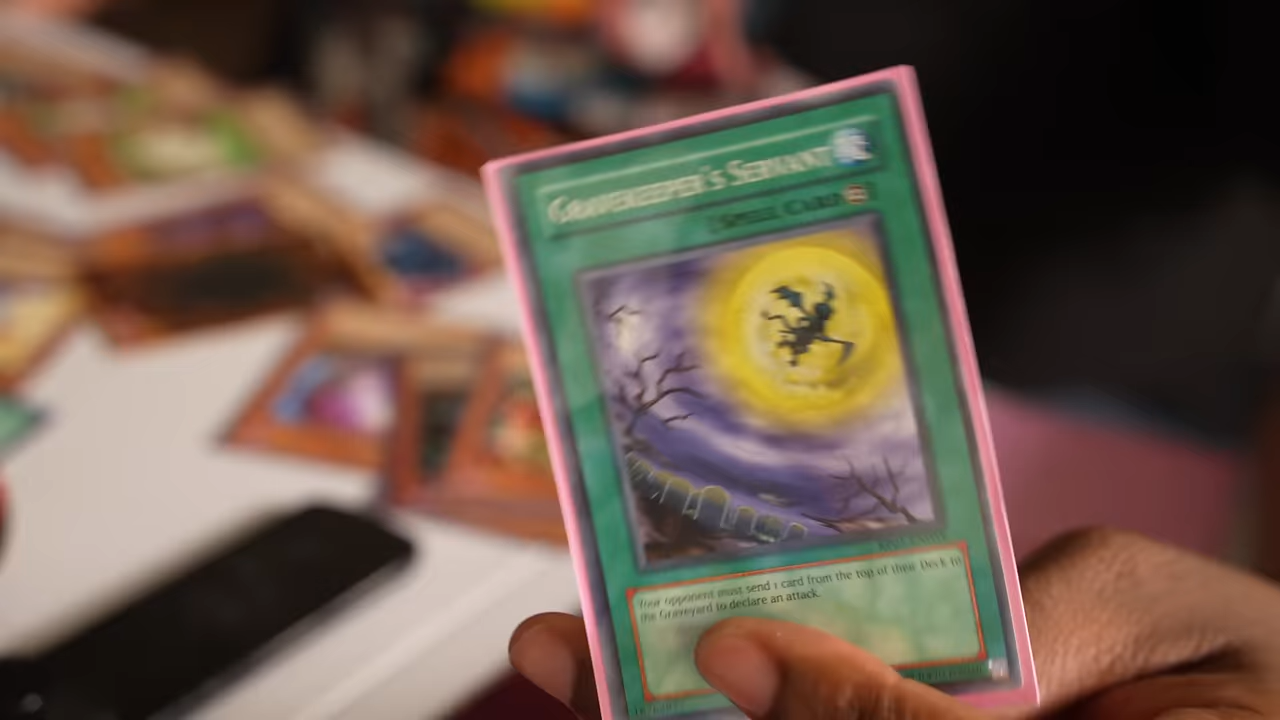 GRAVEKEEPER'S SERVANT
[SPELL CARD
Your opponent must send 1 card from the top of their Deck to
the Graveyard to declare an attack.